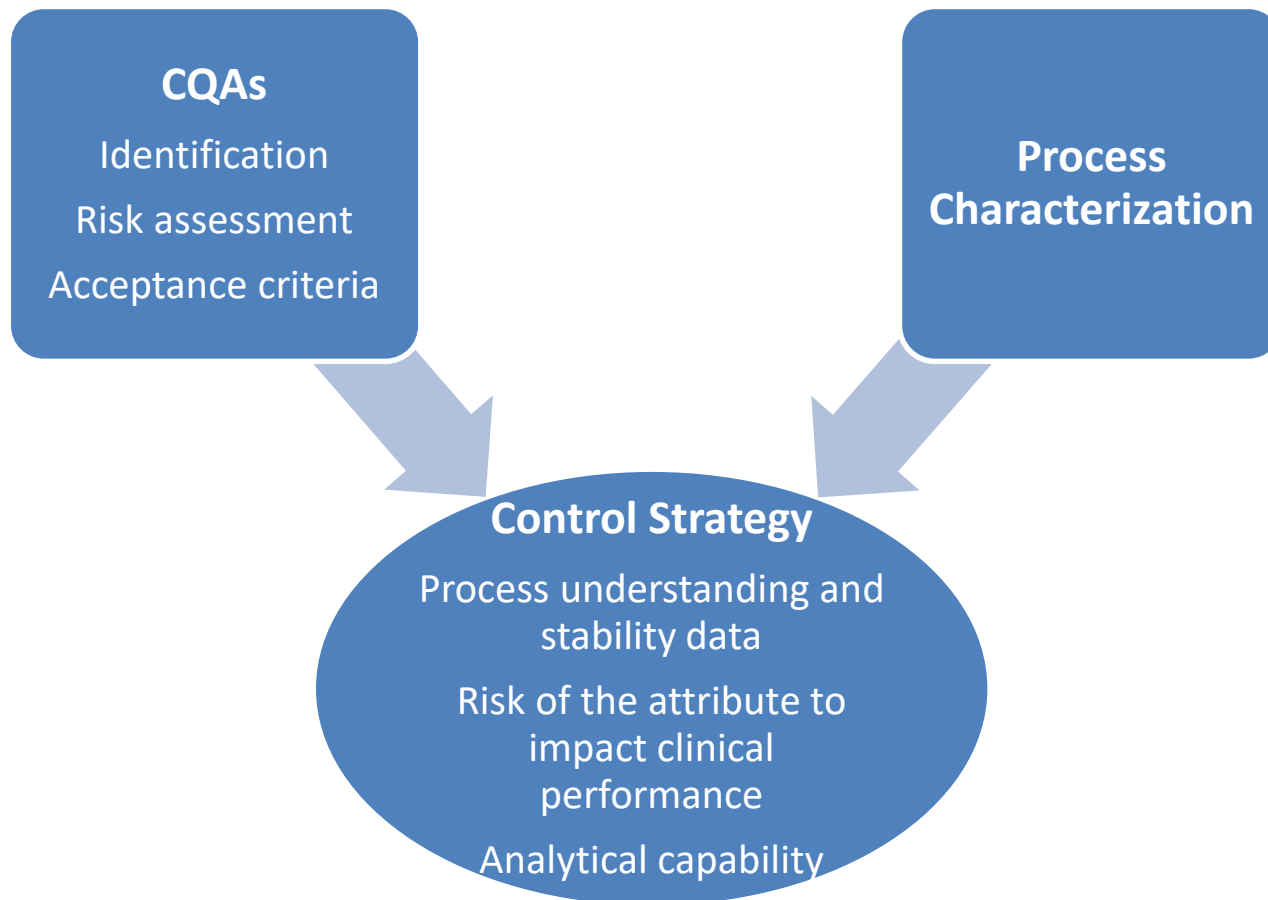 CQAs
Identification
Risk assessment
Acceptance criteria
Process
Characterization
Control Strategy
Process understanding and
stability data
Risk of the attribute to
impact clinical
performance
Analytical capability